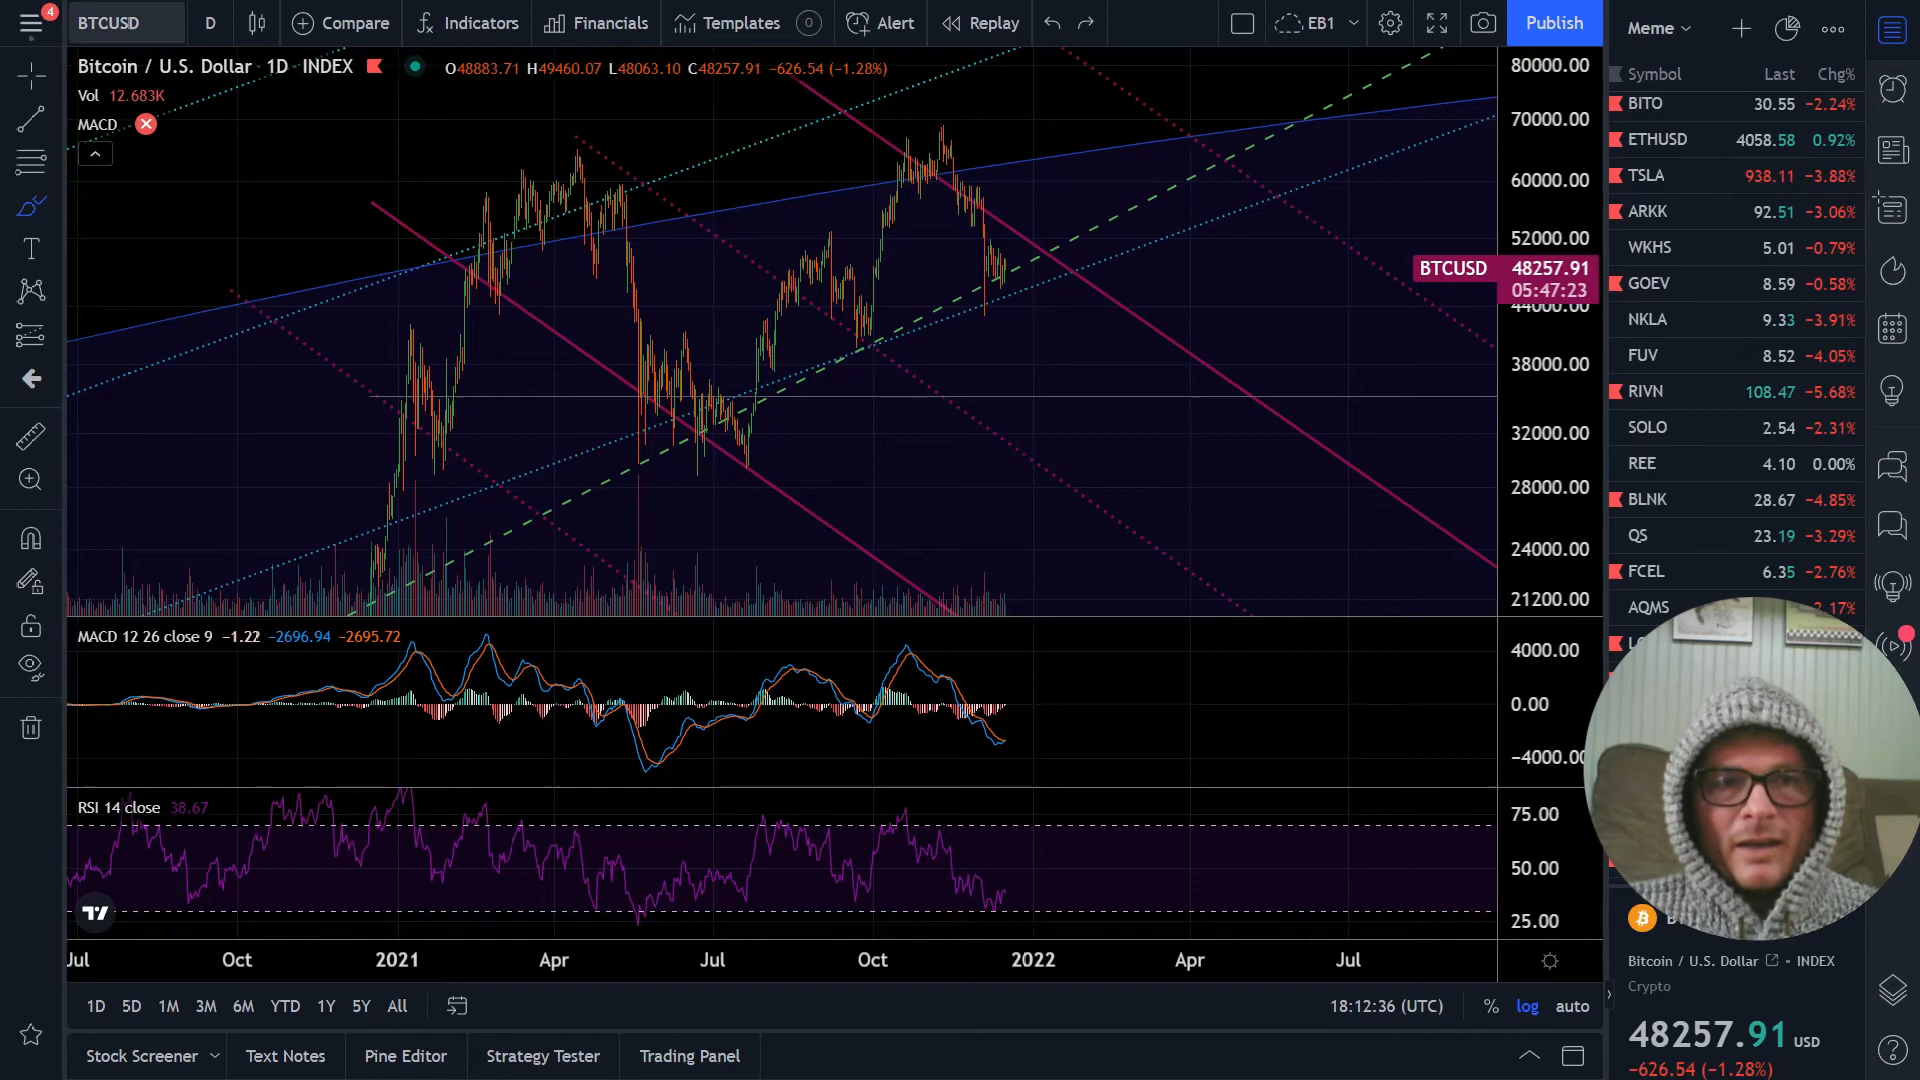 4
BTCUSD
D
Compare
Indicators
Financials
Templates
0
Alert
Replay
EB1
Publish
Meme
Bitcoin / U.S. Dollar 1D INDEX
O48883.71 H49460.07 L48063.10 C48257.91 −626.54 (−1.28%)
Vol 12.683K
MACD
80000.00
70000.00
60000.00
52000.00
BTCUSD 48257.91
05:47:23
44000.00
38000.00
32000.00
28000.00
24000.00
21200.00
MACD 12 26 close 9 −1.22 −2696.94 −2695.72
4000.00
0.00
−4000.00
RSI 14 close 38.67
75.00
50.00
25.00
Jul Oct 2021 Apr Jul Oct 2022 Apr Jul
1D 5D 1M 3M 6M YTD 1Y 5Y All
18:12:36 (UTC) % log auto
Stock Screener Text Notes Pine Editor Strategy Tester Trading Panel
Symbol Last Chg%
BITO 30.55 −2.24%
ETHUSD 4058.58 0.92%
TSLA 938.11 −3.88%
ARKK 92.51 −3.06%
WKHS 5.01 −0.79%
GOEV 8.59 −0.58%
NKLA 9.33 −3.91%
FUV 8.52 −4.05%
RIVN 108.47 −5.68%
SOLO 2.54 −2.31%
REE 4.10 0.00%
BLNK 28.67 −4.85%
QS 23.19 −3.29%
FCEL 6.35 −2.76%
AQMS
Bitcoin / U.S. Dollar • INDEX
Crypto
48257.91 USD
−626.54 (−1.28%)